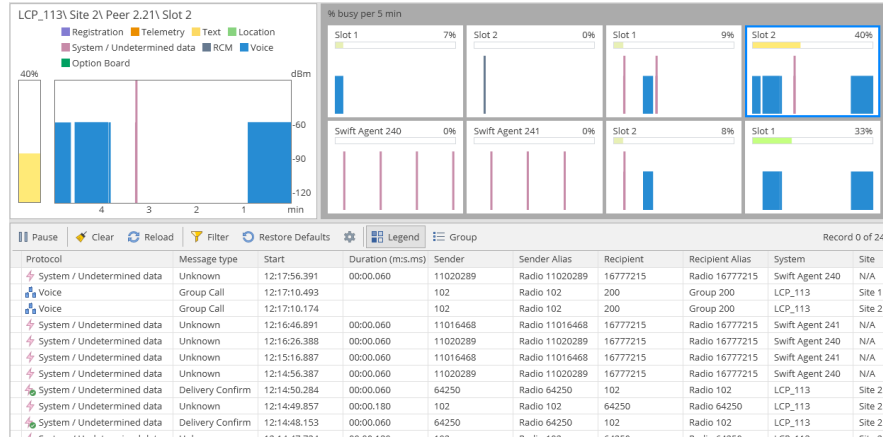 LCP_113\ Site 2\ Peer 2.21\ Slot 2
Registration Telemetry Text Location
System / Undetermined data RCM Voice
Option Board
40% dBm
-60
-90
-120
4 3 2 1 min
% busy per 5 min
Slot 1 7% Slot 2 0% Slot 1 9% Slot 2 40%
Swift Agent 240 0% Swift Agent 241 0% Slot 2 8% Slot 1 33%
Pause Clear Reload Filter Restore Defaults Legend Group Record 0 of 24
Protocol Message type Start Duration (m:s.ms) Sender Sender Alias Recipient Recipient Alias System Site
System / Undetermined data Unknown 12:17:56.391 00:00.060 11020289 Radio 11020289 16777215 Radio 16777215 Swift Agent 240 N/A
Voice Group Call 12:17:10.493 102 Radio 102 200 Group 200 LCP_113 Site 1
Voice Group Call 12:17:10.174 102 Radio 102 200 Group 200 LCP_113 Site 2
System / Undetermined data Unknown 12:16:46.891 00:00.060 11016468 Radio 11016468 16777215 Radio 16777215 Swift Agent 241 N/A
System / Undetermined data Unknown 12:16:26.388 00:00.060 11020289 Radio 11020289 16777215 Radio 16777215 Swift Agent 240 N/A
System / Undetermined data Unknown 12:15:16.887 00:00.060 11016468 Radio 11016468 16777215 Radio 16777215 Swift Agent 241 N/A
System / Undetermined data Unknown 12:14:56.387 00:00.060 11020289 Radio 11020289 16777215 Radio 16777215 Swift Agent 240 N/A
System / Undetermined data Delivery Confirm 12:14:50.284 00:00.060 64250 Radio 64250 102 Radio 102 LCP_113 Site 2
System / Undetermined data Unknown 12:14:49.857 00:00.180 102 Radio 102 64250 Radio 64250 LCP_113 Site 2
System / Undetermined data Delivery Confirm 12:14:48.153 00:00.060 64250 Radio 64250 102 Radio 102 LCP_113 Site 2